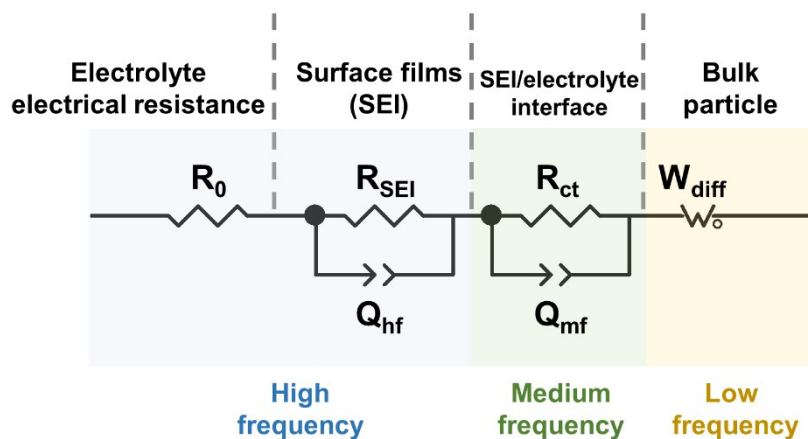 Electrolyte
electrical resistance
Surface films
(SEI)
SEI/electrolyte
interface
Bulk
particle
R0
RSEI
Rct
Wdiff
Qhf
Qmf
High
frequency
Medium
frequency
Low
frequency